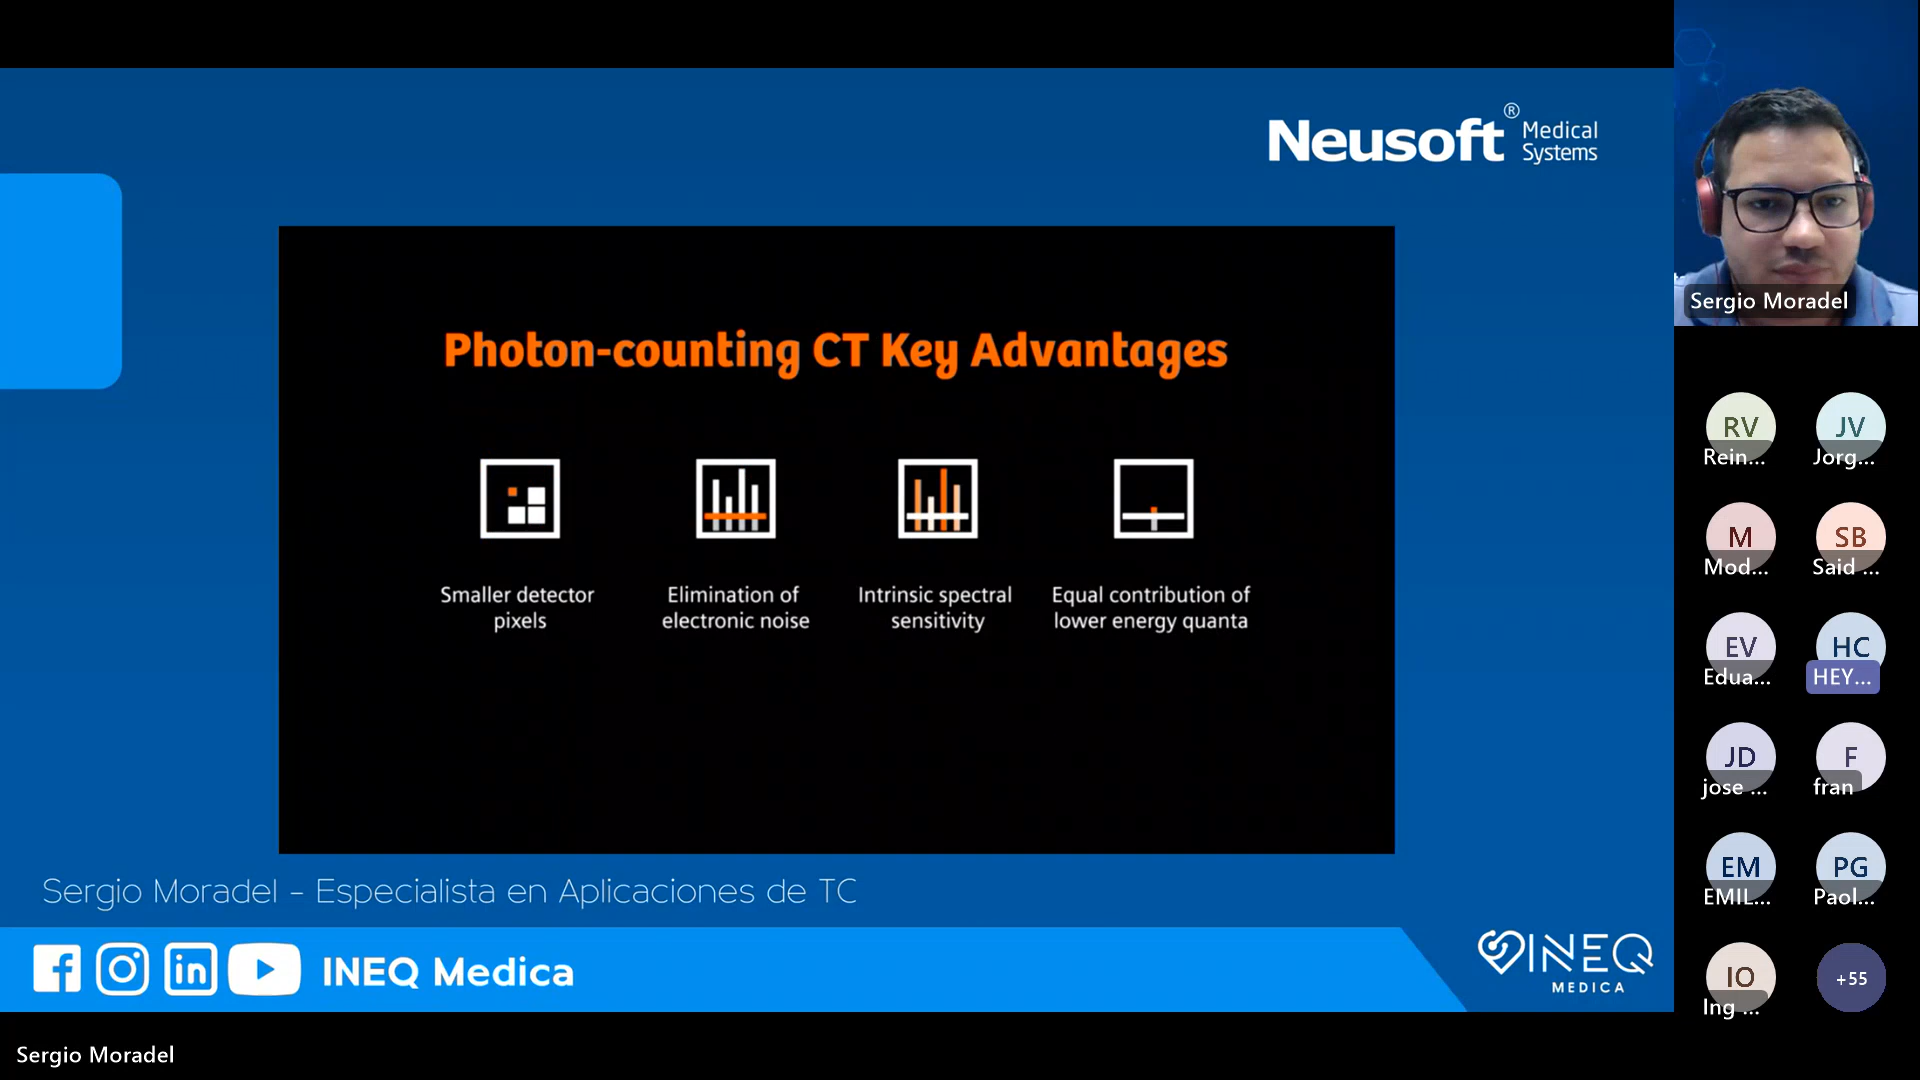 Neusoft® Medical
Systems
Photon-counting CT Key Advantages
Smaller detector
pixels
Elimination of
electronic noise
Intrinsic spectral
sensitivity
Equal contribution of
lower energy quanta
Sergio Moradel - Especialista en Aplicaciones de TC
in
INEQ Medica
INEQ
MEDICA
Sergio Moradel
Sergio Moradel
RV
Rein...
JV
Jorg...
M
Mod...
SB
Said ...
EV
Edua...
HC
HEY...
JD
jose ...
F
fran
EM
EMIL...
PG
Paol...
IO
Ing ...
+55